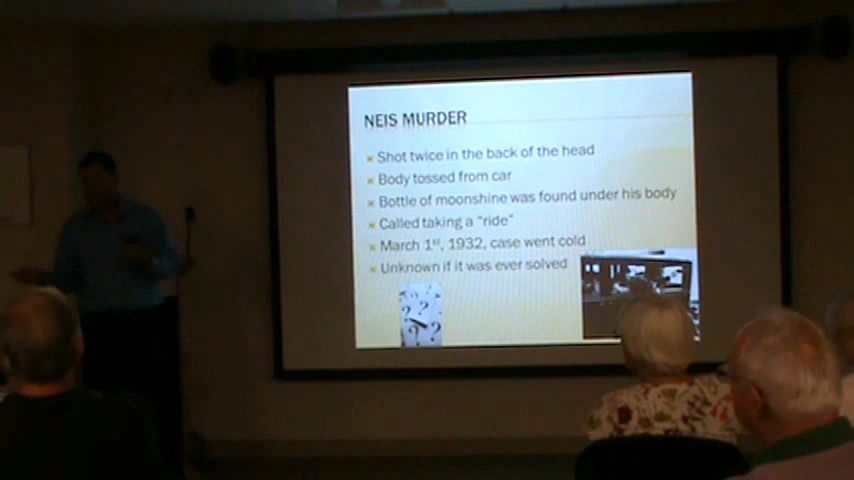 NEIS MURDER
Shot twice in the back of the head
Body tossed from car
Bottle of moonshine was found under his body
Called taking a “ride”
March 1st, 1932, case went cold
Unknown if it was ever solved
? ? ? ?